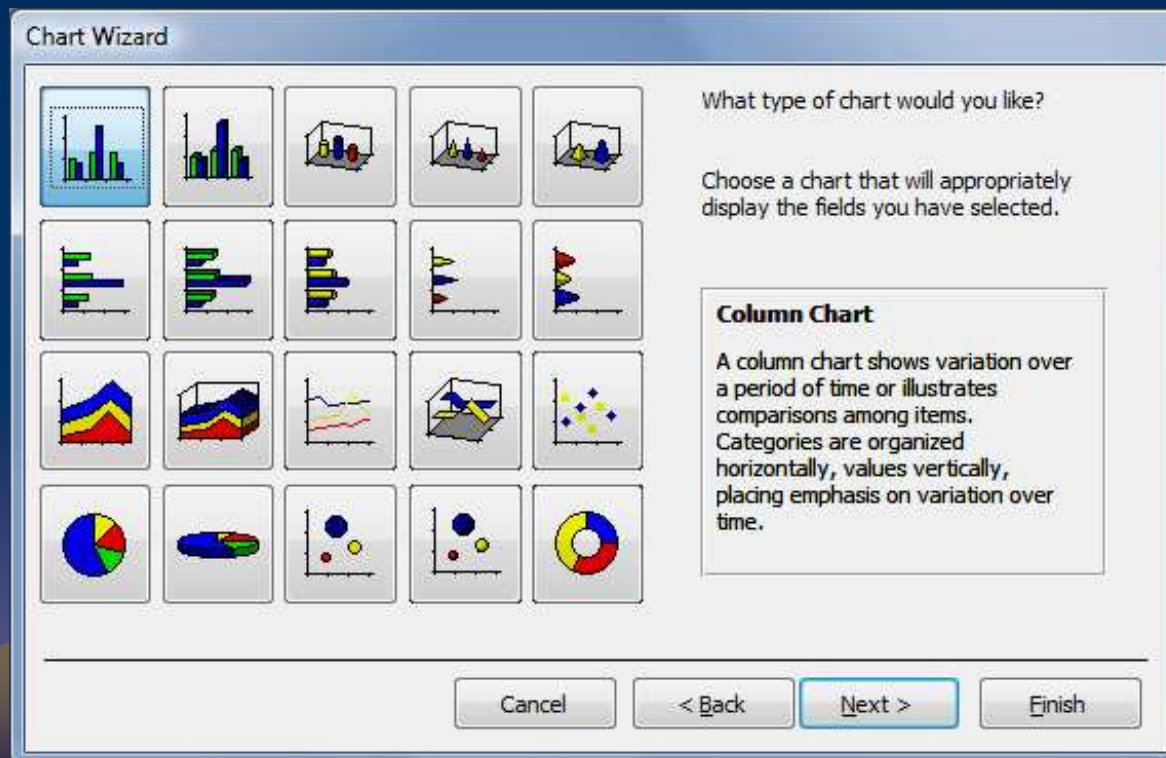 Chart Wizard
What type of chart would you like?
Choose a chart that will appropriately
display the fields you have selected.
Column Chart
A column chart shows variation over
a period of time or illustrates
comparisons among items.
Categories are organized
horizontally, values vertically,
placing emphasis on variation over
time.
Cancel
< Back
Next >
Finish